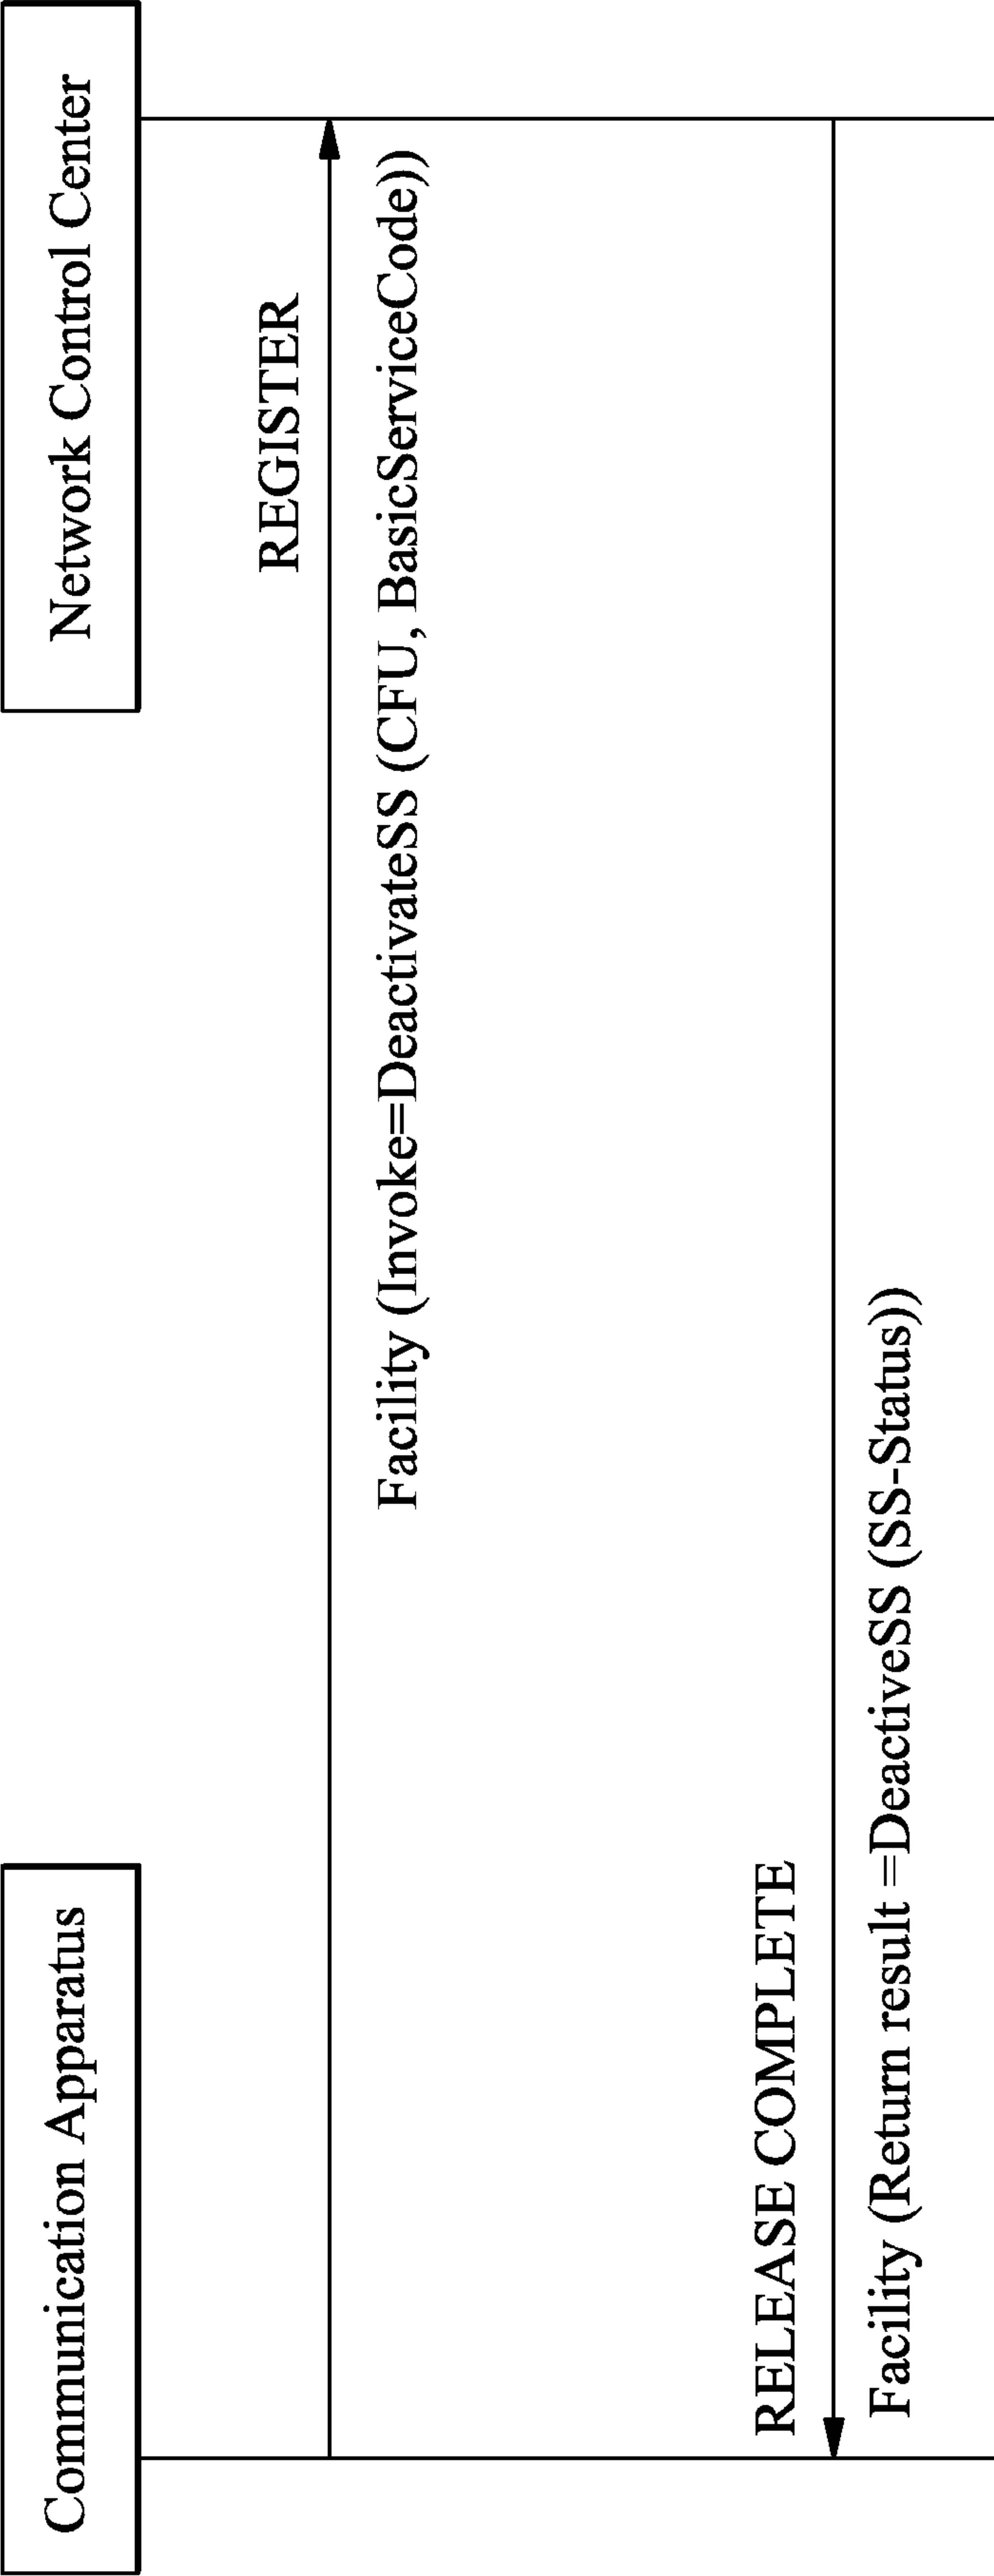 Communication Apparatus
Network Control Center
REGISTER
Facility (Invoke=DeactivateSS (CFU, BasicServiceCode))
RELEASE COMPLETE
Facility (Return result =DeactiveSS (SS-Status))